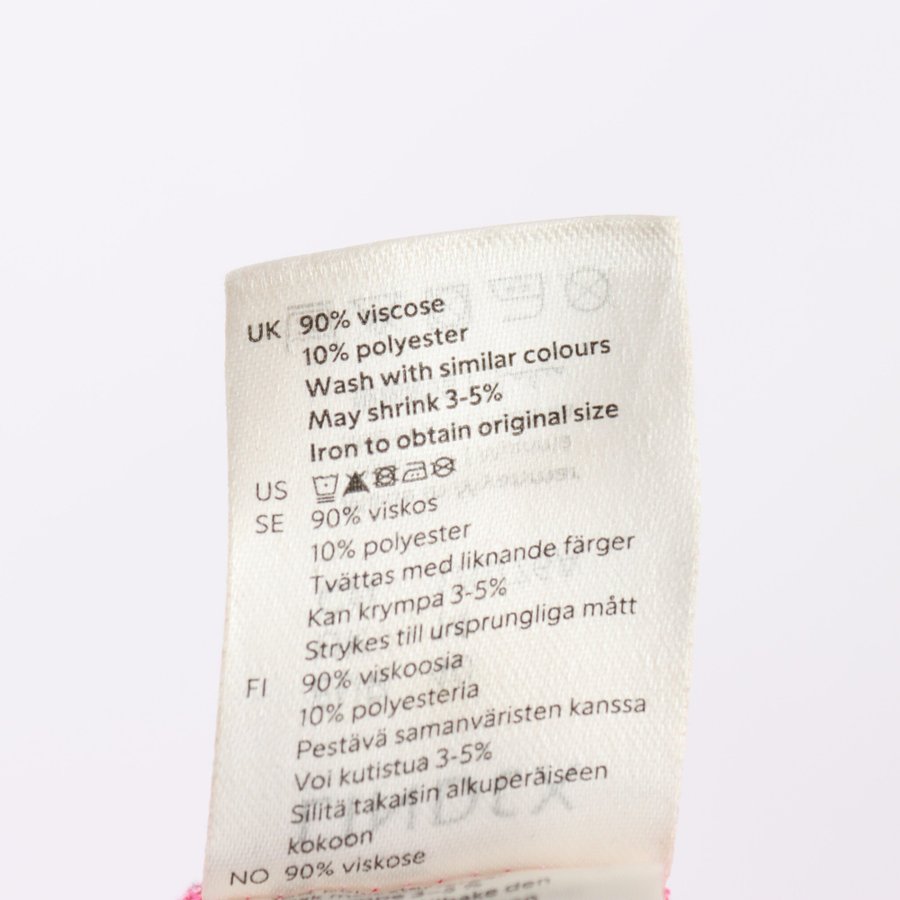 UK 90% viscose
10% polyester
Wash with similar colours
May shrink 3-5%
Iron to obtain original size
US
SE 90% viskos
10% polyester
Tvättas med liknande färger
Kan krympa 3-5%
Strykes till ursprungliga mått
FI 90% viskoosia
10% polyesteria
Pestävä samanväristen kanssa
Voi kutistua 3-5%
Silitä takaisin alkuperäiseen
kokoon
NO 90% viskose
den